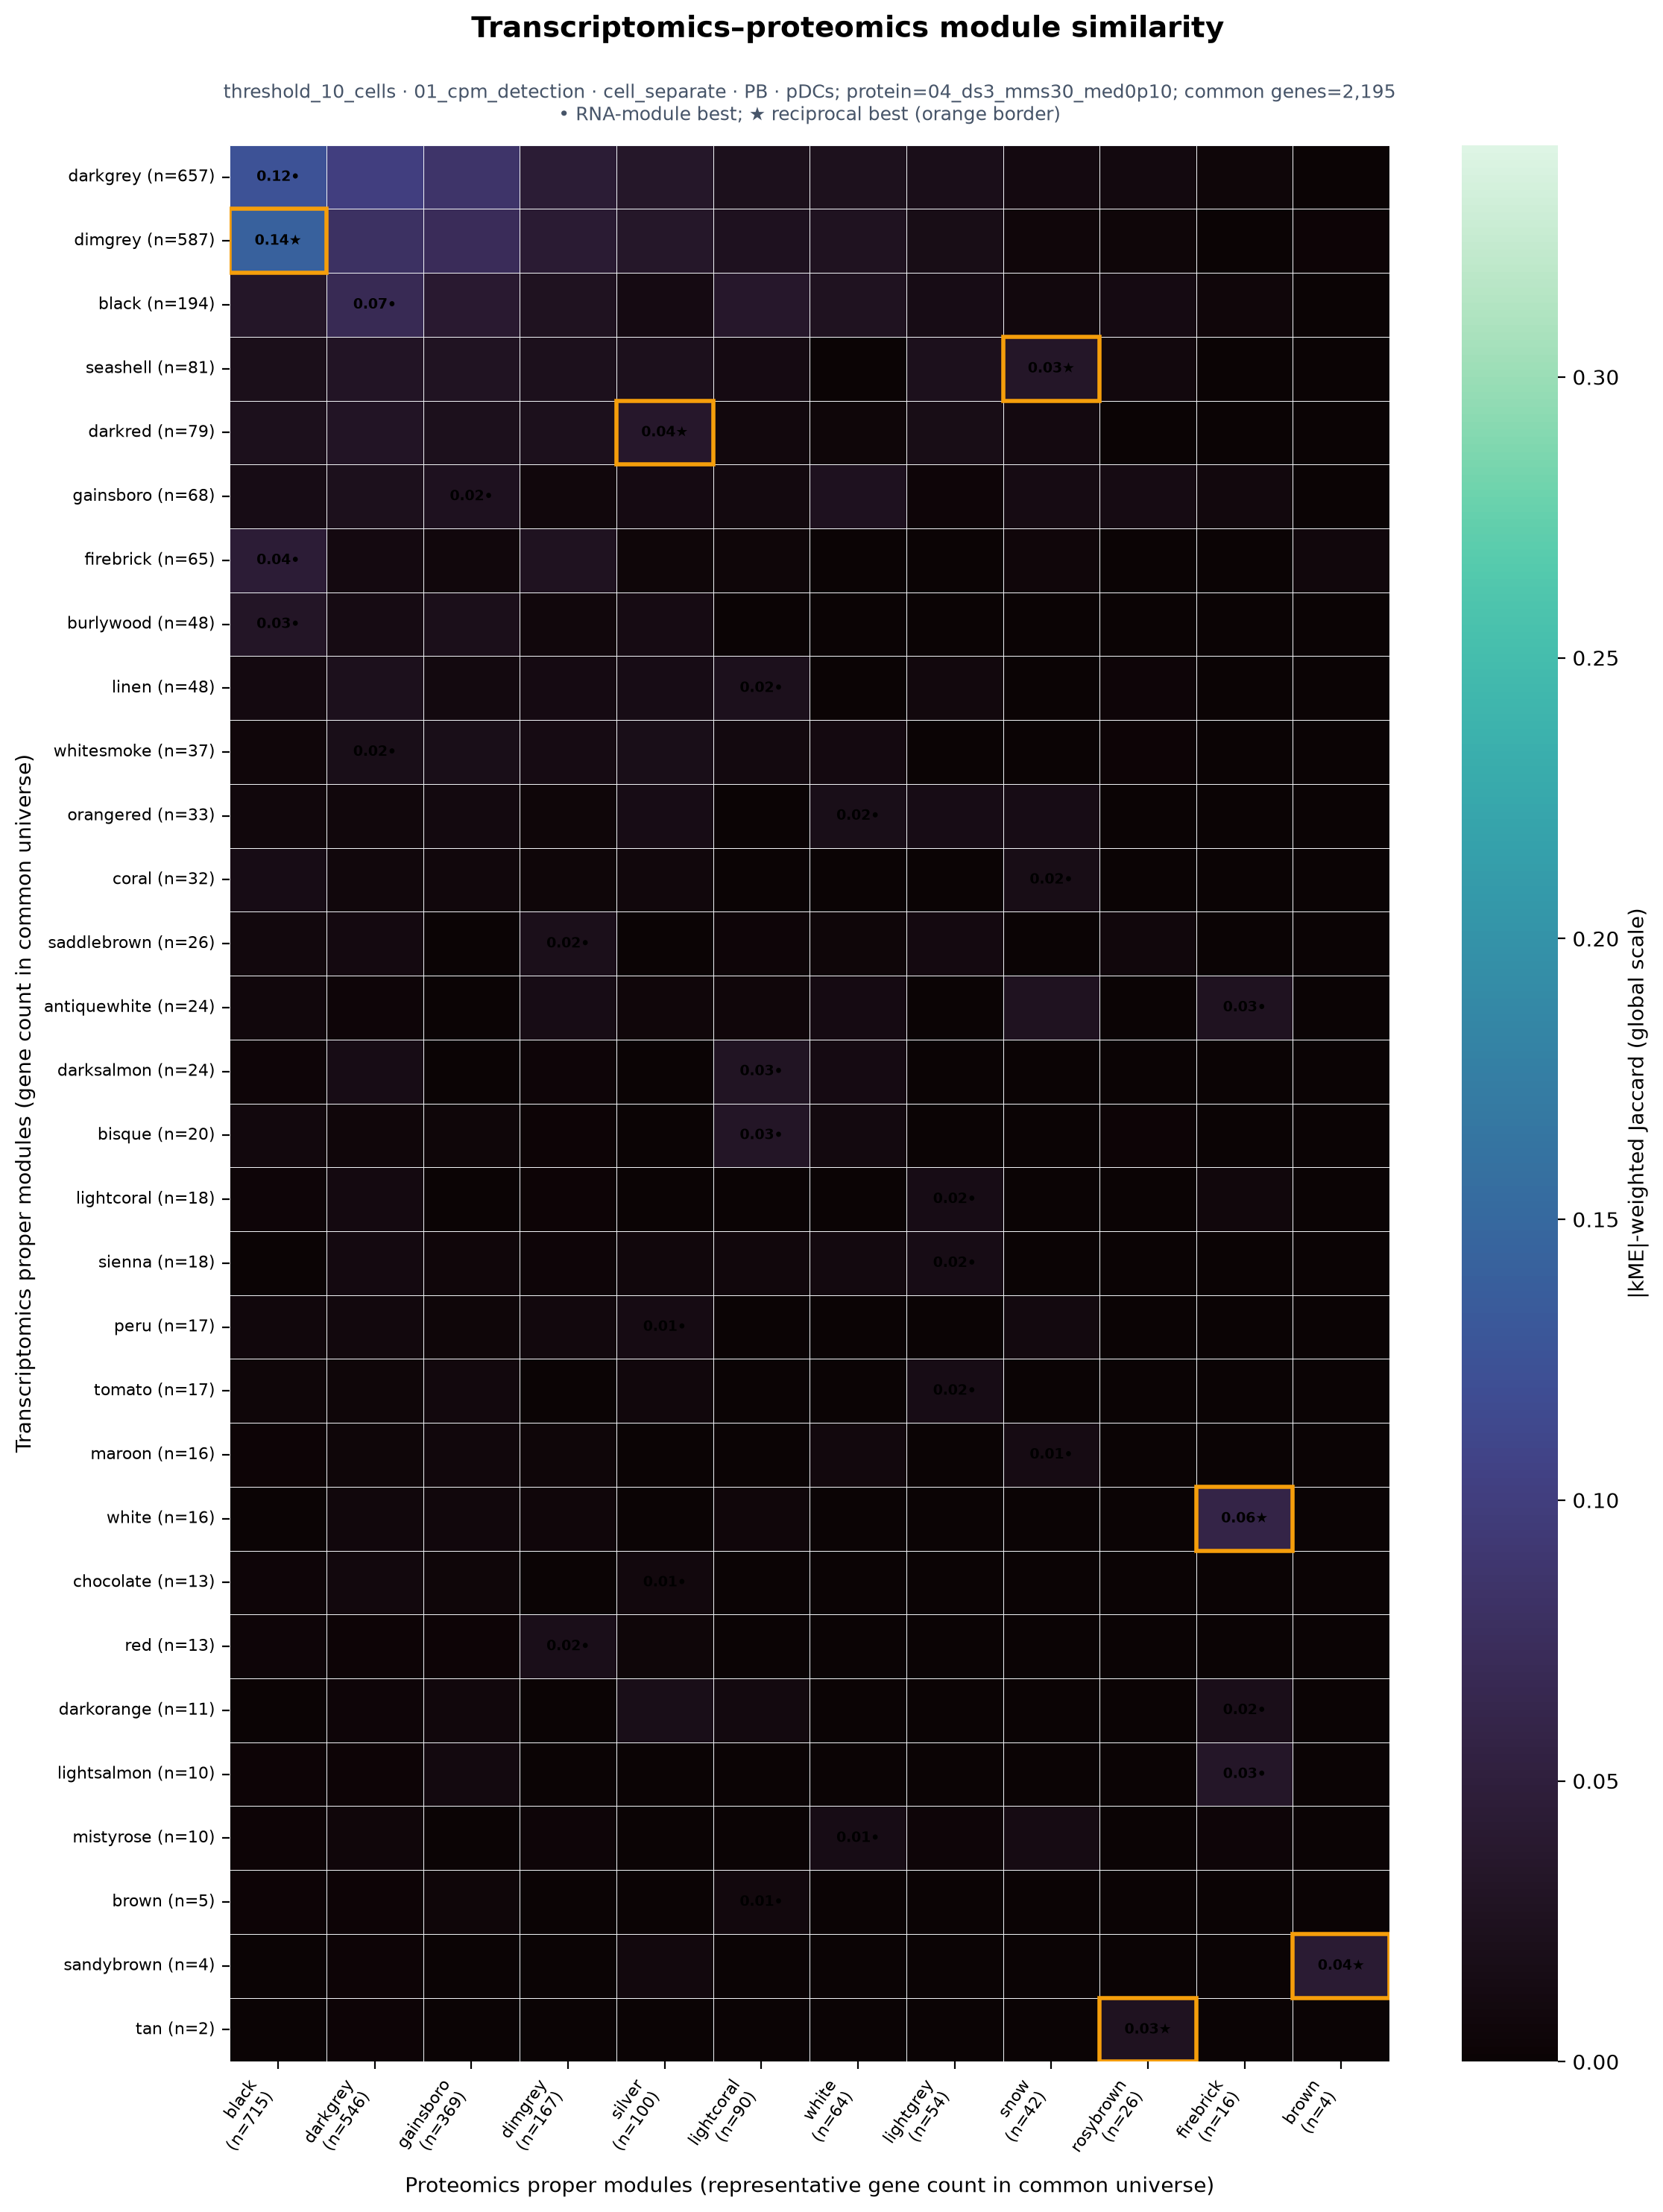 Transcriptomics–proteomics module similarity
threshold_10_cells · 01_cpm_detection · cell_separate · PB · pDCs; protein=04_ds3_mms30_med0p10; common genes=2,195
• RNA-module best; ★ reciprocal best (orange border)
Transcriptomics proper modules (gene count in common universe)
darkgrey (n=657)
0.12•
dimgrey (n=587)
0.14★
black (n=194)
0.07•
seashell (n=81)
0.03★
darkred (n=79)
0.04★
gainsboro (n=68)
0.02•
firebrick (n=65)
0.04•
burlywood (n=48)
0.03•
linen (n=48)
0.02•
whitesmoke (n=37)
0.02•
orangered (n=33)
0.02•
coral (n=32)
0.02•
saddlebrown (n=26)
0.02•
antiquewhite (n=24)
0.03•
darksalmon (n=24)
0.03•
bisque (n=20)
0.03•
lightcoral (n=18)
0.02•
sienna (n=18)
0.02•
peru (n=17)
0.01•
tomato (n=17)
0.02•
maroon (n=16)
0.01•
white (n=16)
0.06★
chocolate (n=13)
0.01•
red (n=13)
0.02•
darkorange (n=11)
0.02•
lightsalmon (n=10)
0.03•
mistyrose (n=10)
0.01•
brown (n=5)
0.01•
sandybrown (n=4)
0.04★
tan (n=2)
0.03★
black
(n=715)
darkgrey
(n=546)
gainsboro
(n=369)
dimgrey
(n=167)
silver
(n=100)
lightcoral
(n=90)
white
(n=64)
lightgrey
(n=54)
snow
(n=42)
rosybrown
(n=26)
firebrick
(n=16)
brown
(n=4)
Proteomics proper modules (representative gene count in common universe)
0.30
0.25
0.20
0.15
0.10
0.05
0.00
|kME|-weighted Jaccard (global scale)